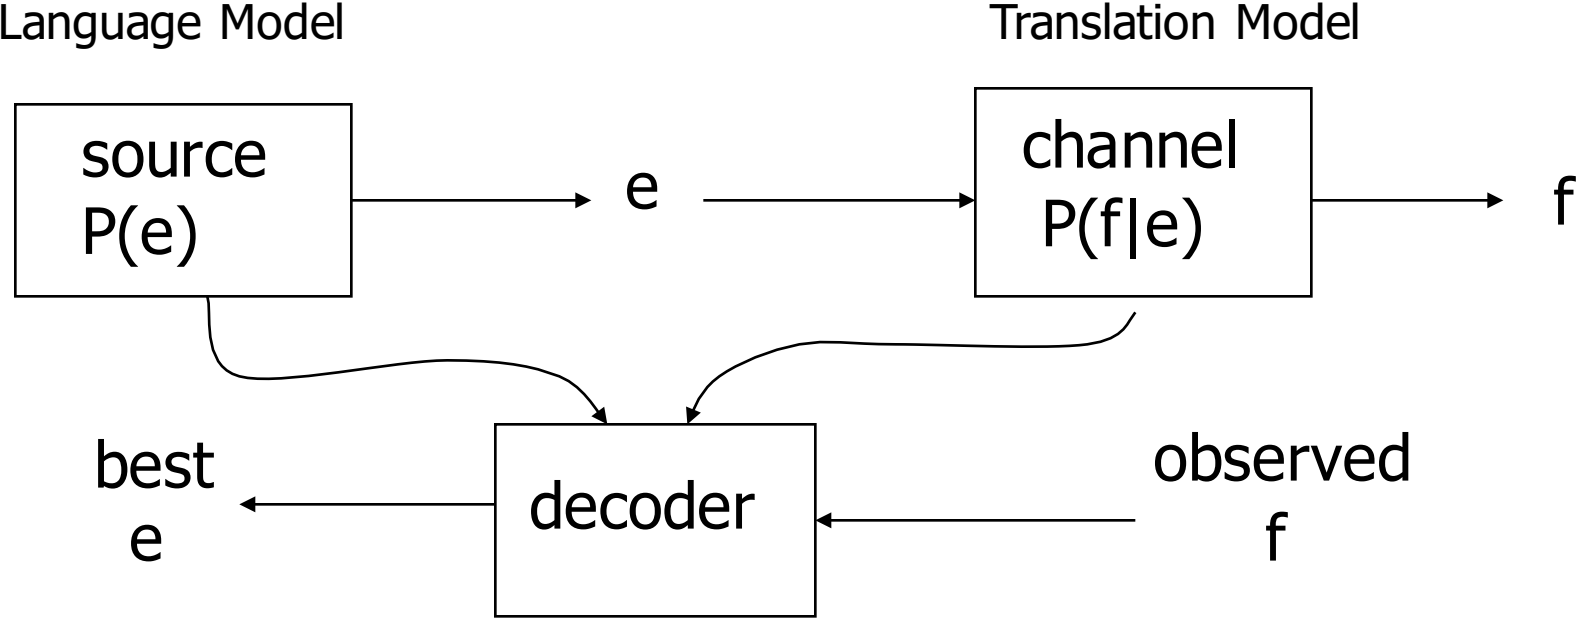 Language Model
Translation Model
source
P(e)
e
channel
P(f|e)
f
best
e
decoder
observed
f